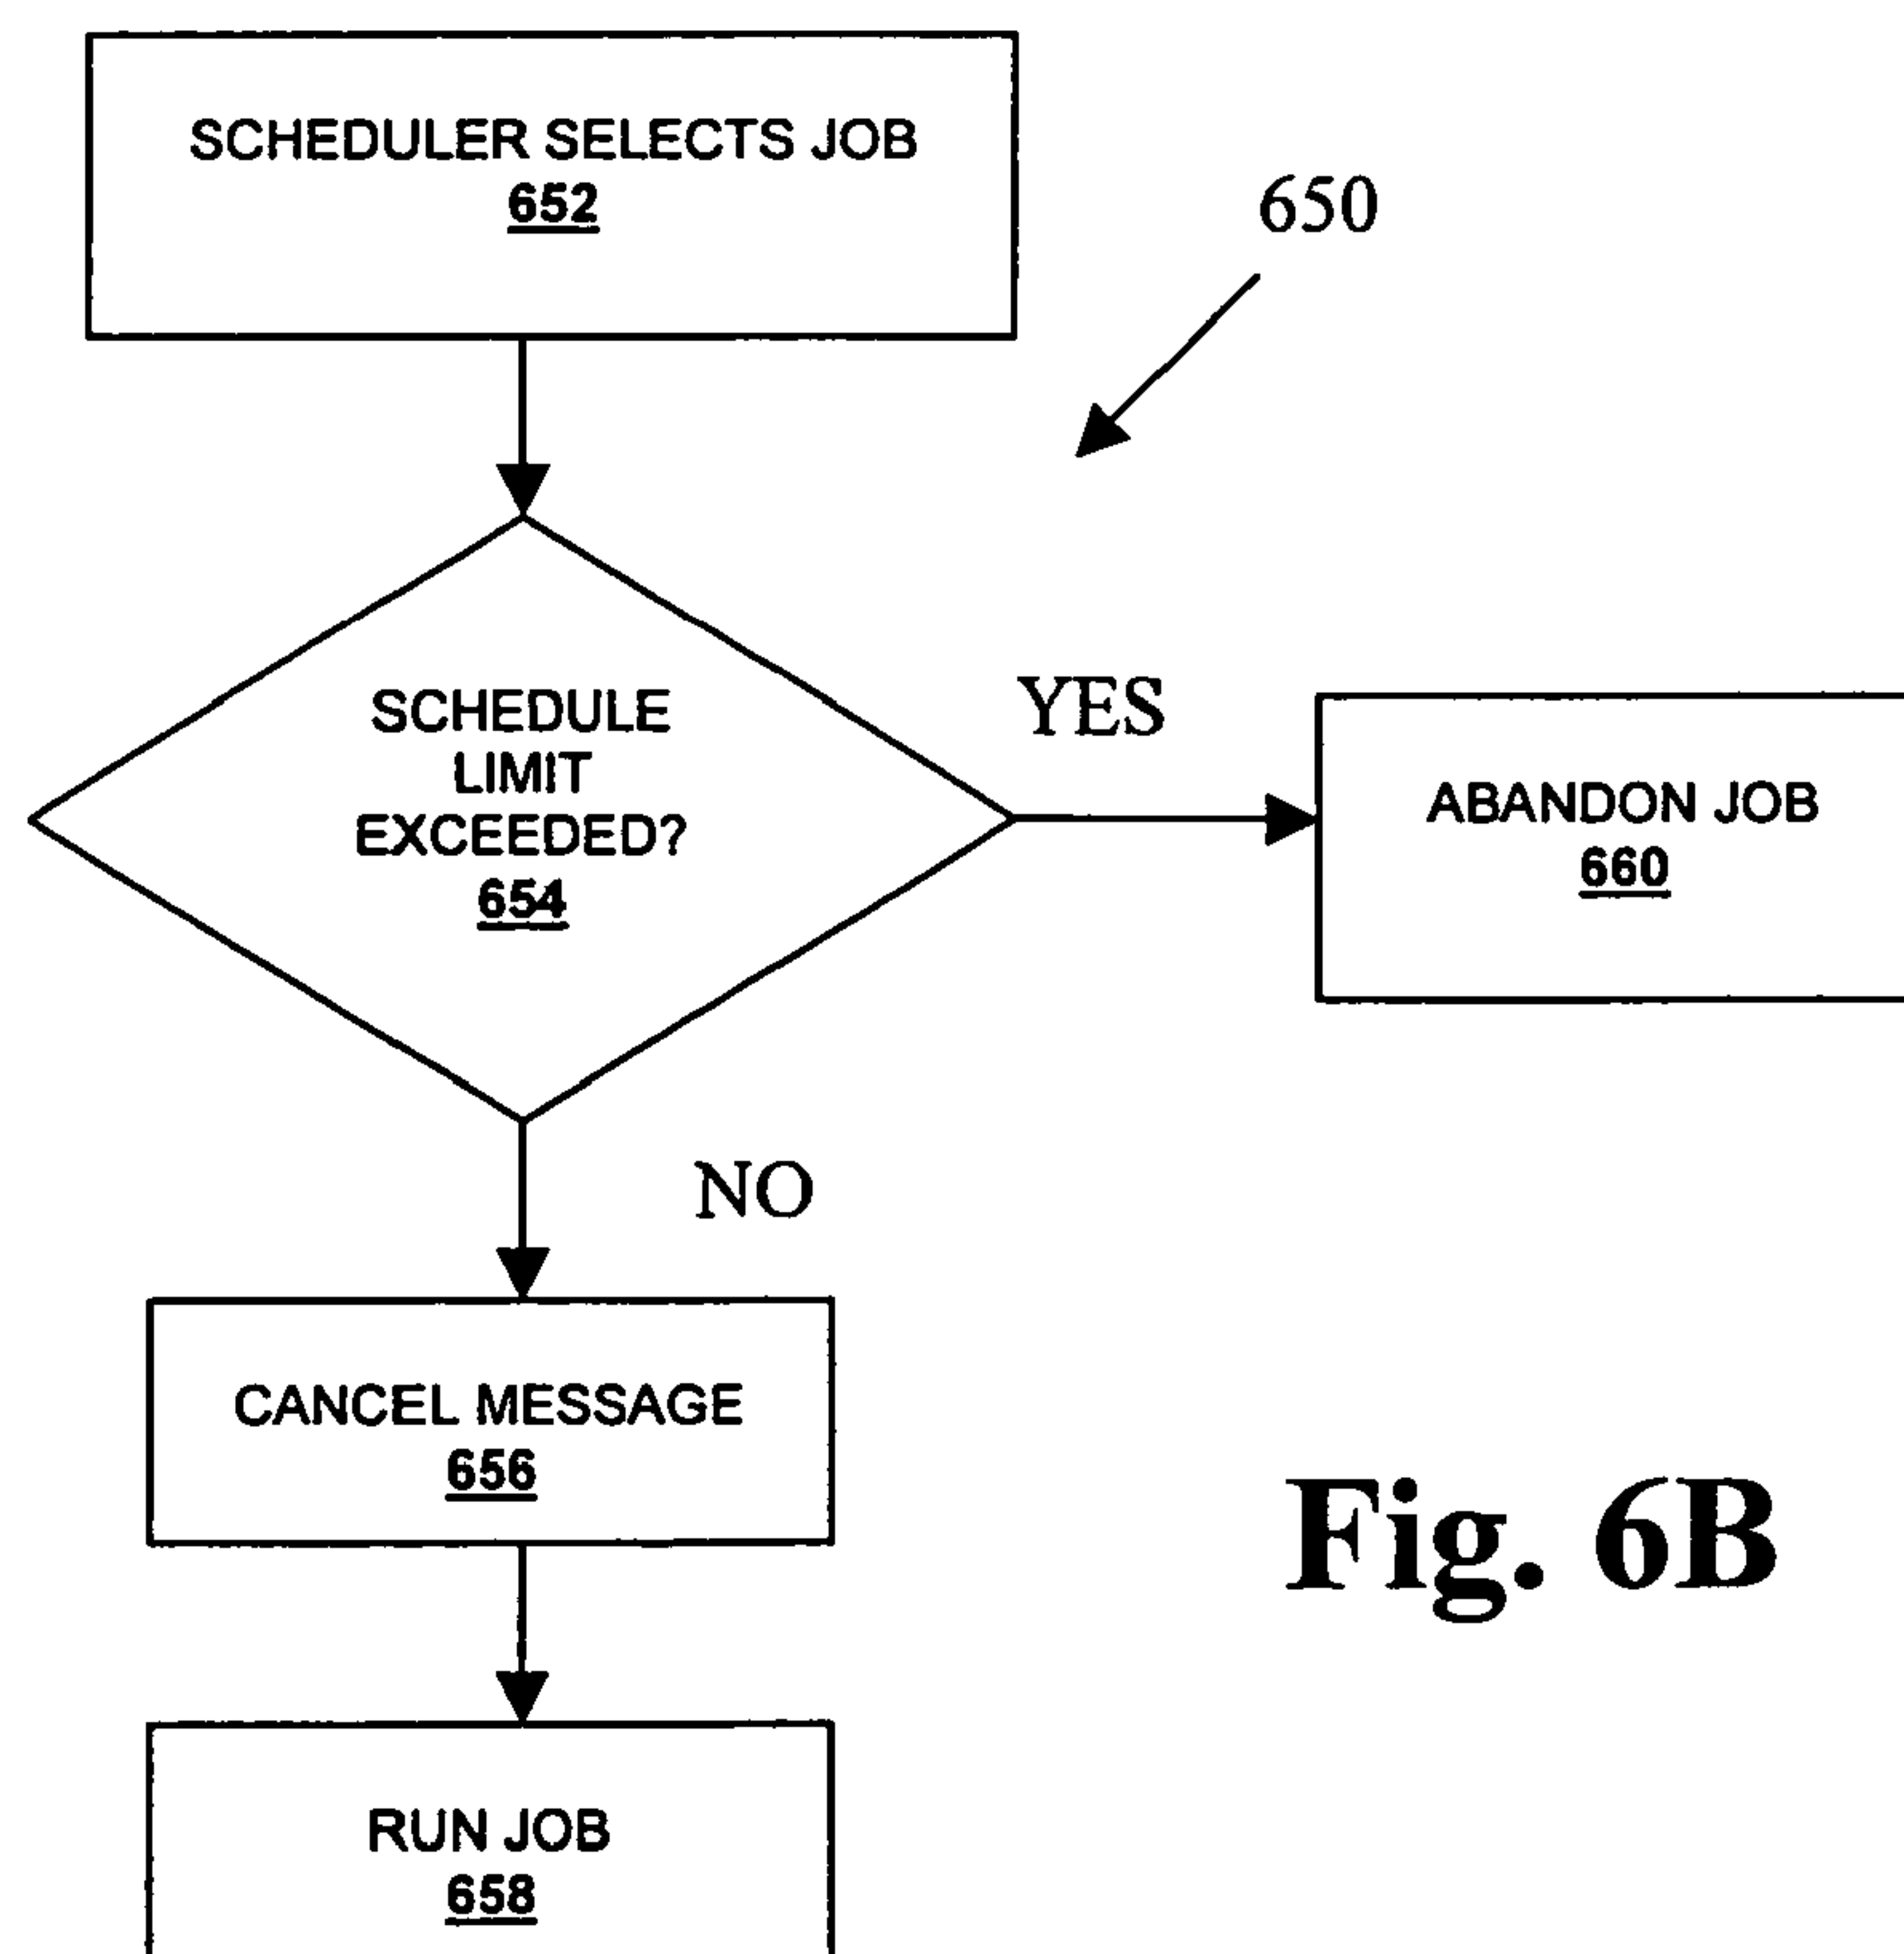 SCHEDULER SELECTS JOB
652
650
SCHEDULE
LIMIT
EXCEEDED?
654
YES
ABANDON JOB
660
NO
CANCEL MESSAGE
656
Fig. 6B
RUN JOB
658